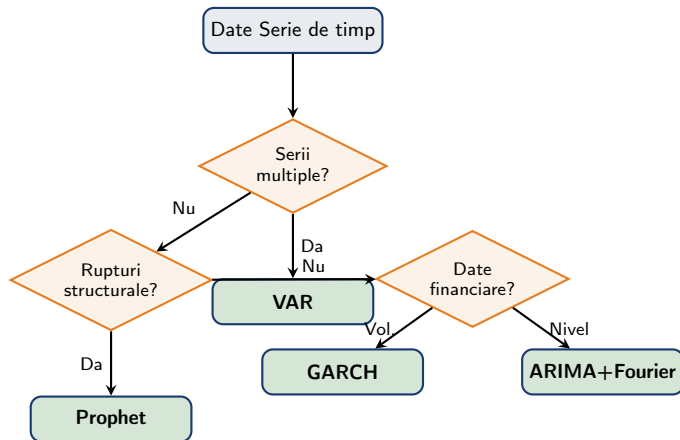 Date Serie de timp
Serii
multiple?
Nu
Da
Nu
Rupturi
structurale?
Date
financiare?
VAR
Vol.
Nivel
GARCH
ARIMA+Fourier
Da
Prophet